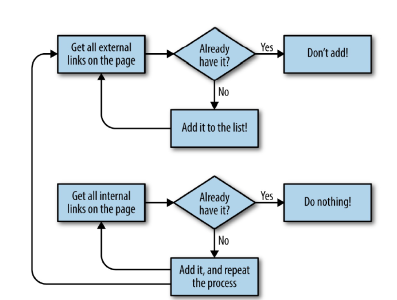 Get all external
links on the page
Already
have it?
Yes
Don't add!
No
Add it to the list!
Get all internal
links on the page
Already
have it?
Yes
Do nothing!
No
Add it, and repeat
the process